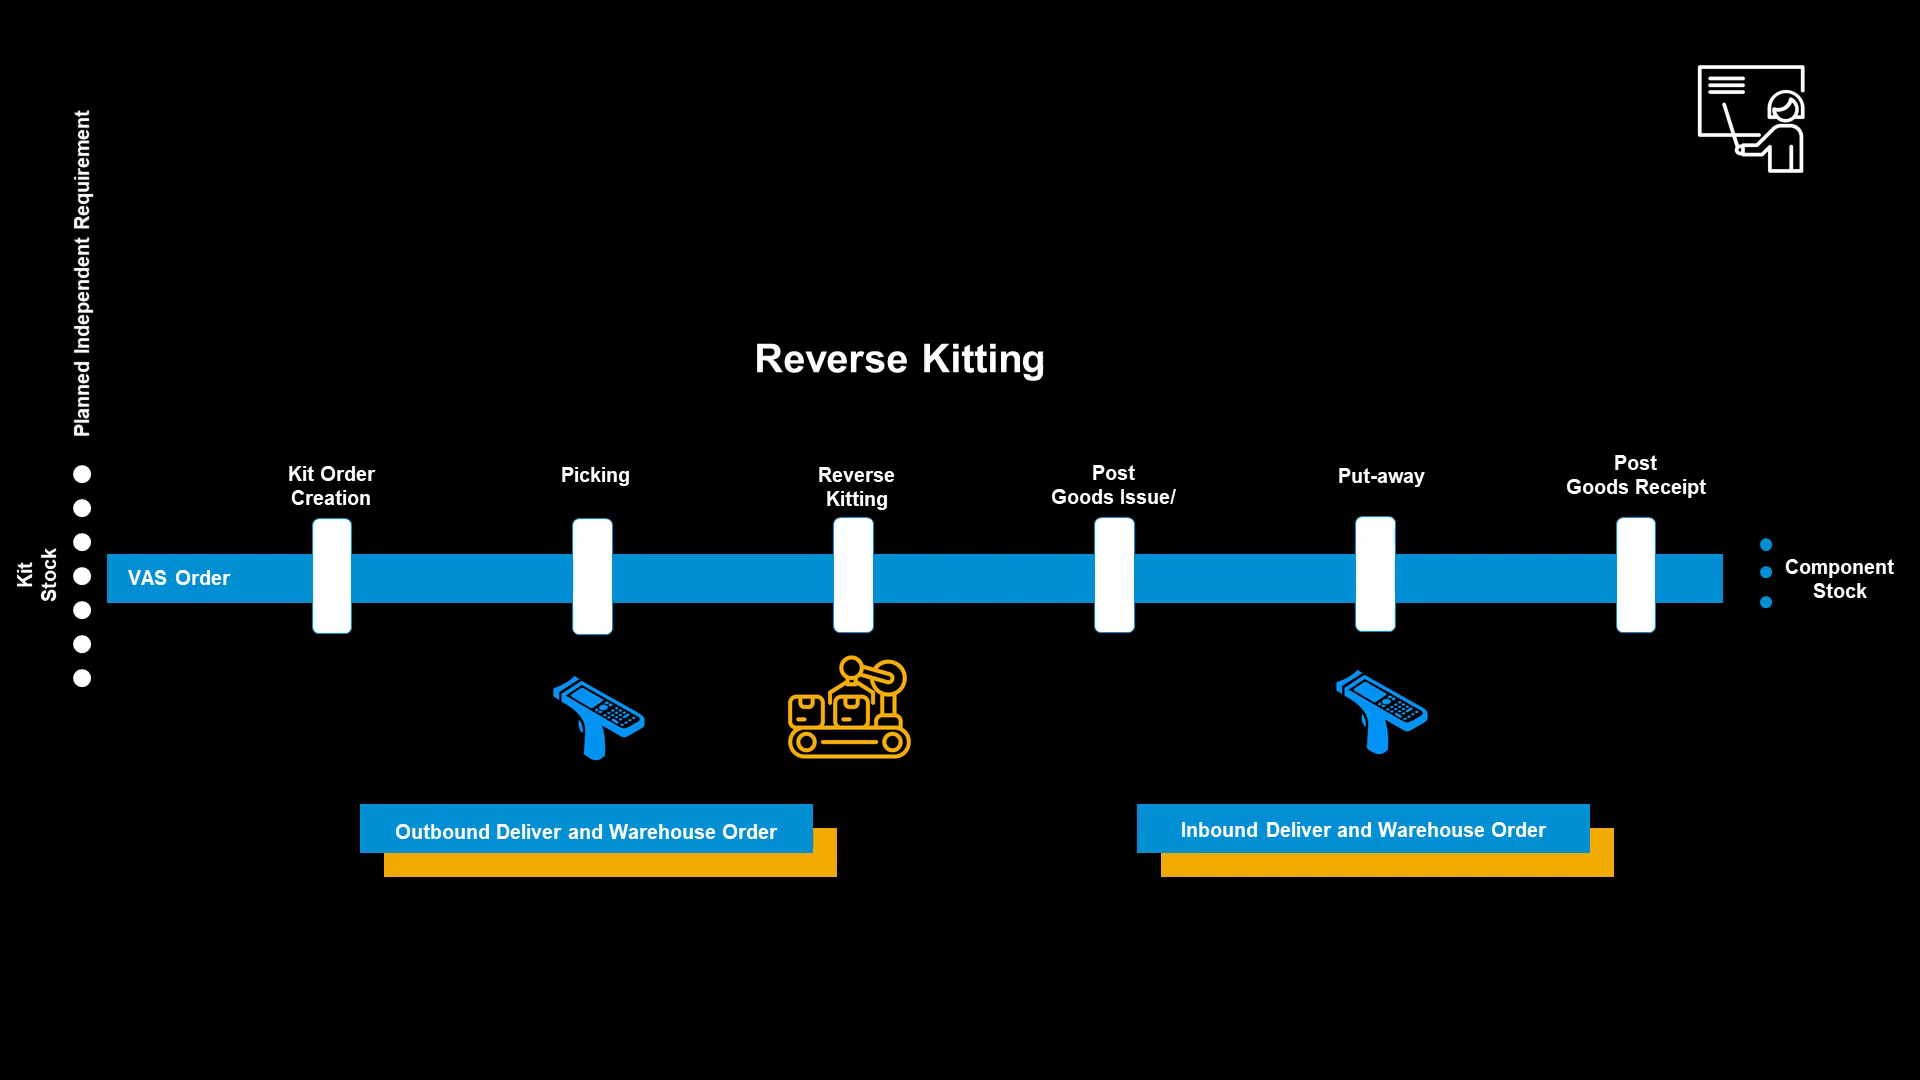 Planned Independent Requirement
Reverse Kitting
Kit Order
Creation
Picking
Reverse
Kitting
Post
Goods Issue/
Put-away
Post
Goods Receipt
Kit
Stock
VAS Order
Component
Stock
Outbound Deliver and Warehouse Order
Inbound Deliver and Warehouse Order